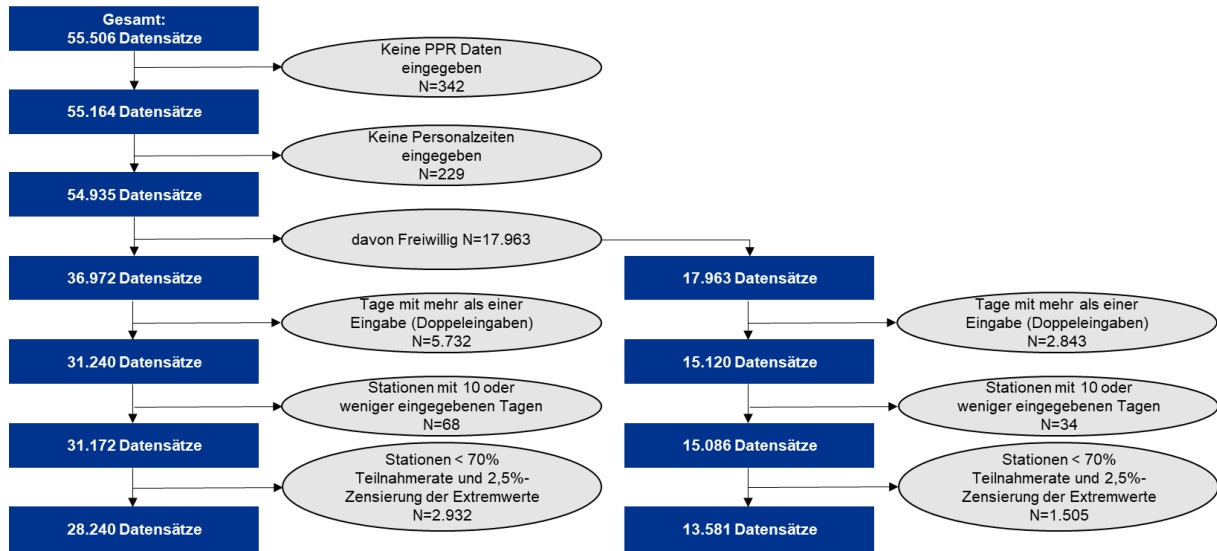 Gesamt:
55.506 Datensätze
Keine PPR Daten
eingegeben
N=342
55.164 Datensätze
Keine Personalzeiten
eingegeben
N=229
54.935 Datensätze
davon Freiwillig N=17.963
36.972 Datensätze
17.963 Datensätze
Tage mit mehr als einer
Eingabe (Doppeleingaben)
N=5.732
Tage mit mehr als einer
Eingabe (Doppeleingaben)
N=2.843
31.240 Datensätze
15.120 Datensätze
Stationen mit 10 oder
weniger eingegebenen Tagen
N=68
Stationen mit 10 oder
weniger eingegebenen Tagen
N=34
31.172 Datensätze
15.086 Datensätze
Stationen < 70%
Teilnahmerate und 2,5%-
Zensierung der Extremwerte
N=2.932
Stationen < 70%
Teilnahmerate und 2,5%-
Zensierung der Extremwerte
N=1.505
28.240 Datensätze
13.581 Datensätze